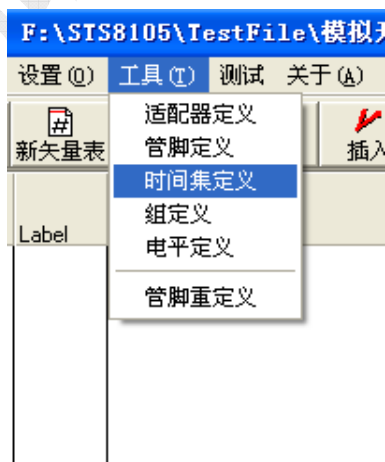 F:\STS8105\TestFile\模拟
设置(O) 工具(T) 测试 关于(A)
新矢量表
插入
Label
适配器定义
管脚定义
时间集定义
组定义
电平定义
管脚重定义